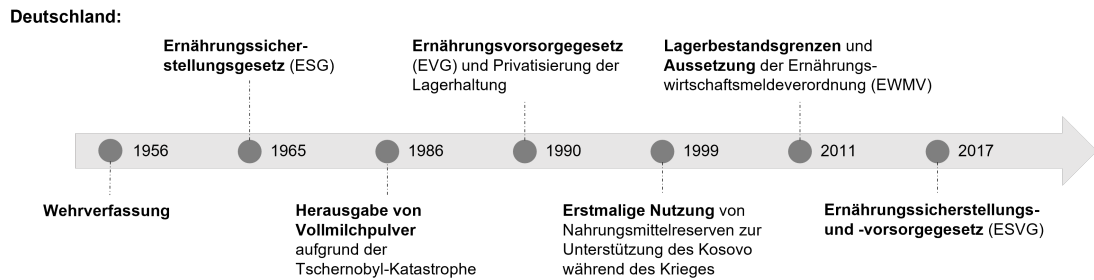 Deutschland:
Ernährungssicher-
stellungsgesetz (ESG)
Ernährungsvorsorgegesetz
(EVG) und Privatisierung der
Lagerhaltung
Lagerbestandsgrenzen und
Aussetzung der Ernährungs-
wirtschaftsmeldeverordnung (EWMV)
1956
1965
1986
1990
1999
2011
2017
Wehrverfassung
Herausgabe von
Vollmilchpulver
aufgrund der
Tschernobyl-Katastrophe
Erstmalige Nutzung von
Nahrungsmittelreserven zur
Unterstützung des Kosovo
während des Krieges
Ernährungssicherstellungs-
und -vorsorgegesetz (ESVG)